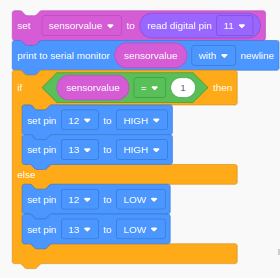 set sensorvalue to read digital pin 11
print to serial monitor sensorvalue with newline
if sensorvalue = 1 then
set pin 12 to HIGH
set pin 13 to HIGH
else
set pin 12 to LOW
set pin 13 to LOW